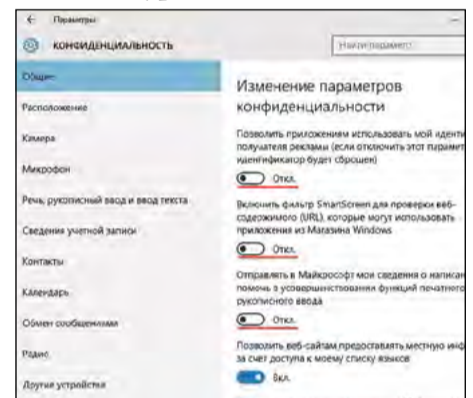 Параметры
КОНФИДЕНЦИАЛЬНОСТЬ
Найти параметр
Общие
Расположение
Камера
Микрофон
Речь, рукописный ввод и ввод текста
Сведения учетной записи
Контакты
Календарь
Обмен сообщениями
Радио
Другие устройства
Изменение параметров
конфиденциальности
Позволить приложениям использовать мой иденти
получателя рекламы (если отключить этот парамет
идентификатор будет сброшен)
Откл.
Включить фильтр SmartScreen для проверки веб-
содержимого (URL), которые могут использовать
приложения из Магазина Windows
Откл.
Отправлять в Майкрософт мои сведения о написан
помочь в усовершенствовании функций печатного
рукописного ввода
Откл.
Позволить веб-сайтам предоставлять местную инф
за счет доступа к моему списку языков
Вкл.